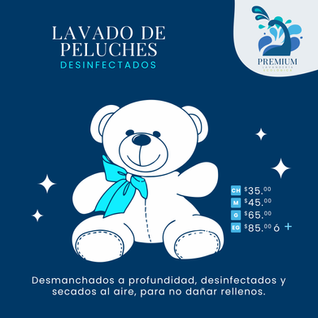 LAVADO DE
PELUCHES
DESINFECTADOS
PREMIUM
CH $35.00
M $45.00
G $65.00
EG $85.00 ó +
Desmanchados a profundidad, desinfectados y
secados al aire, para no dañar rellenos.